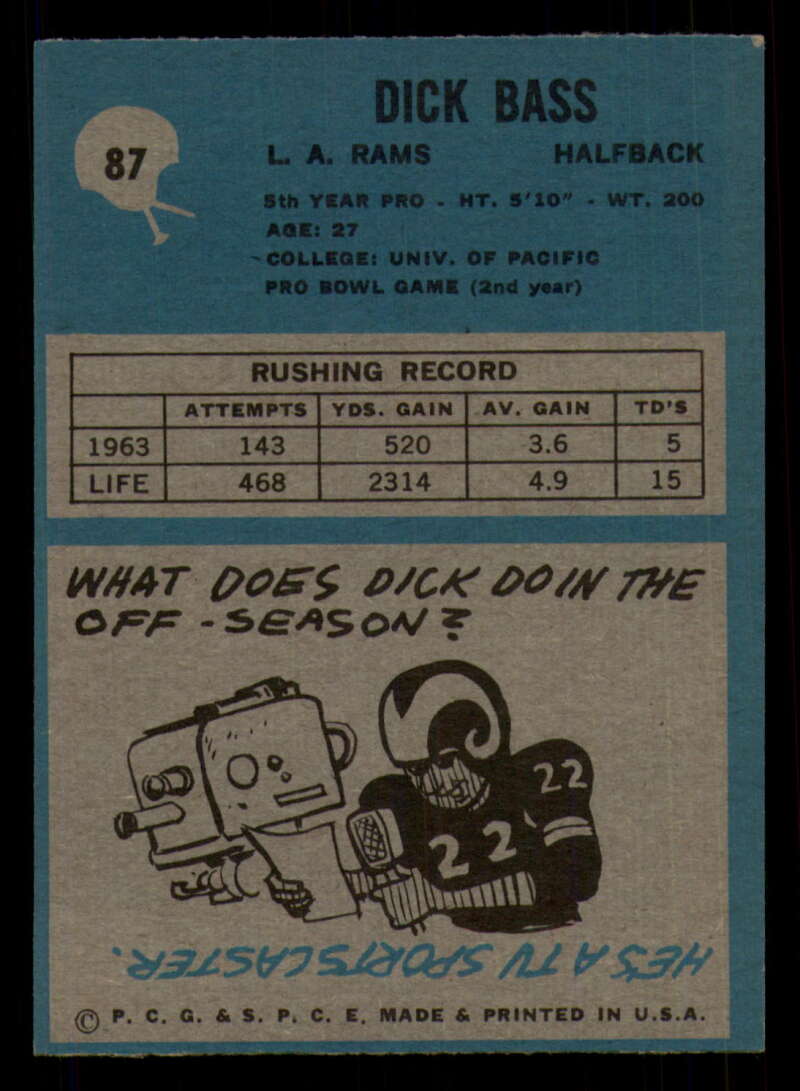 87
DICK BASS
L. A. RAMS HALFBACK
5th YEAR PRO - HT. 5'10" - WT. 200
AGE: 27
COLLEGE: UNIV. OF PACIFIC
PRO BOWL GAME (2nd year)
RUSHING RECORD
ATTEMPTS YDS. GAIN AV. GAIN TD'S
1963 143 520 3.6 5
LIFE 468 2314 4.9 15
WHAT DOES DICK DO IN THE
OFF-SEASON?
22
22
HE'S A TV SPORTSCASTER.
© P. C. G. & S. P. C. E. MADE & PRINTED IN U.S.A.